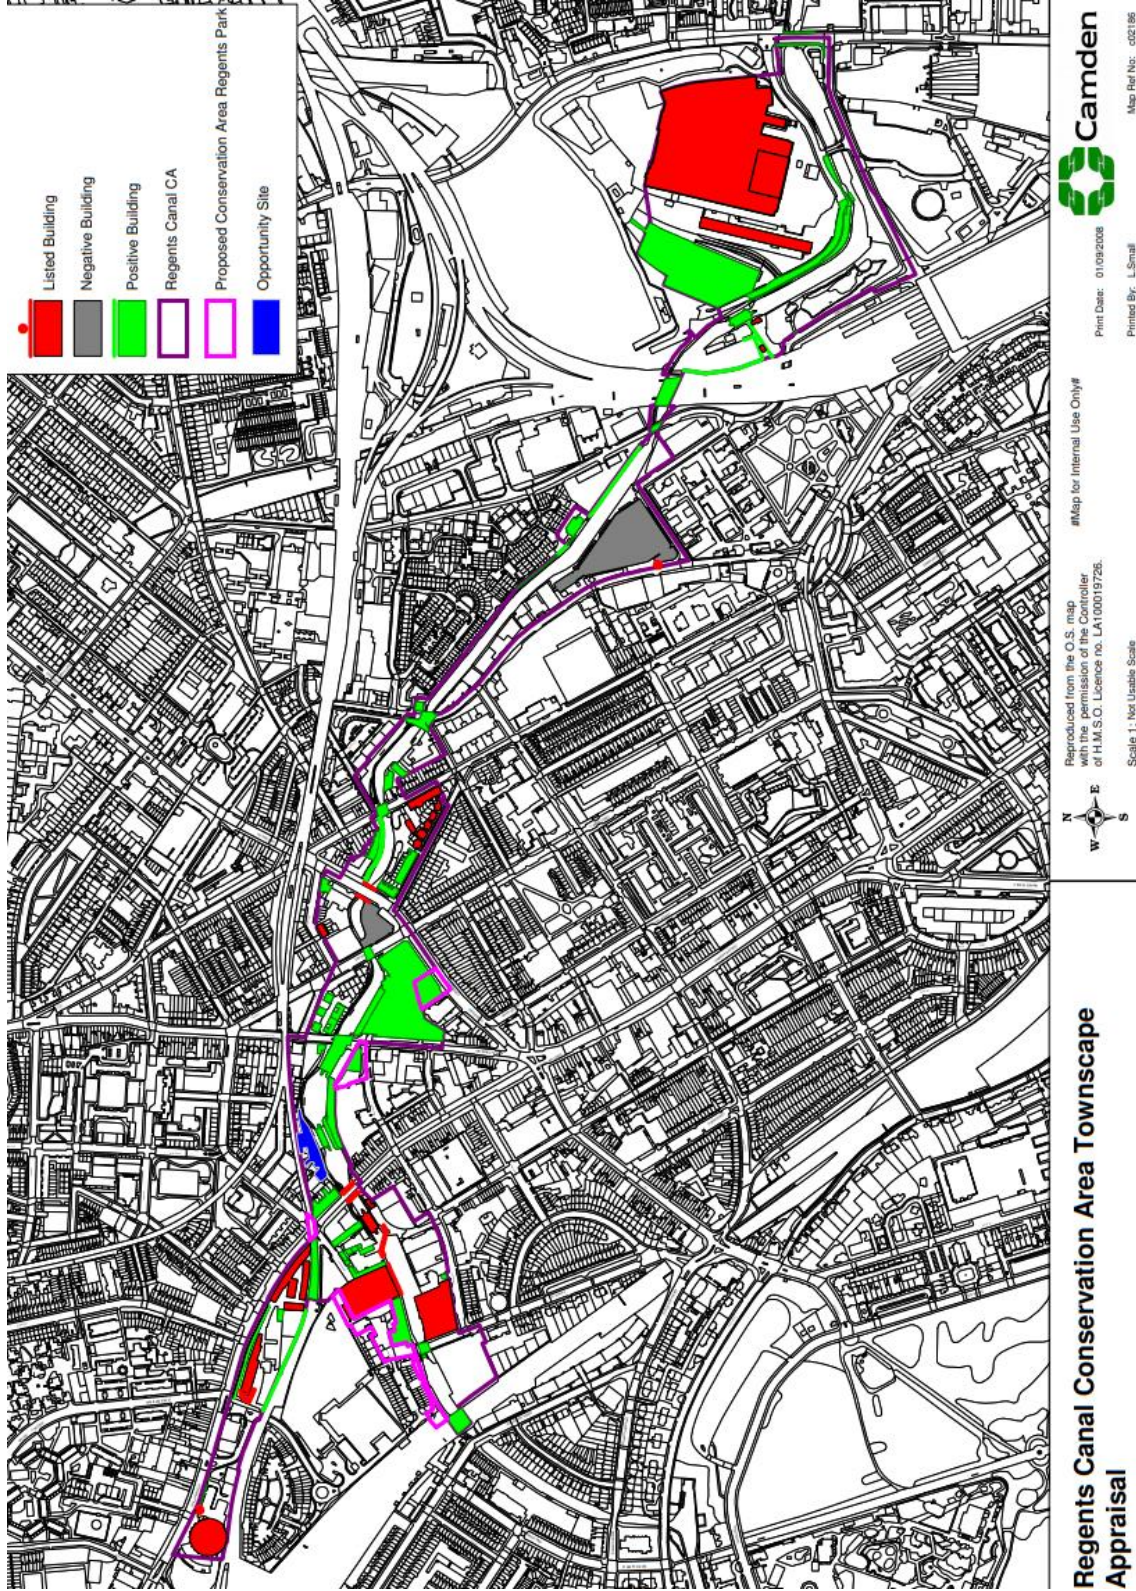 Listed Building
Negative Building
Positive Building
Regents Canal CA
Proposed Conservation Area Regents Park
Opportunity Site
Regents Canal Conservation Area Townscape
Appraisal
N
W E
S
Reproduced from the O.S. map
with the permission of the Controller
of H.M.S.O. Licence no. LA100019726.
Scale 1: Not Usable Scale
#Map for Internal Use Only#
Print Date: 01/09/2008
Printed By: L.Small
Camden
Map Ref No: c02186